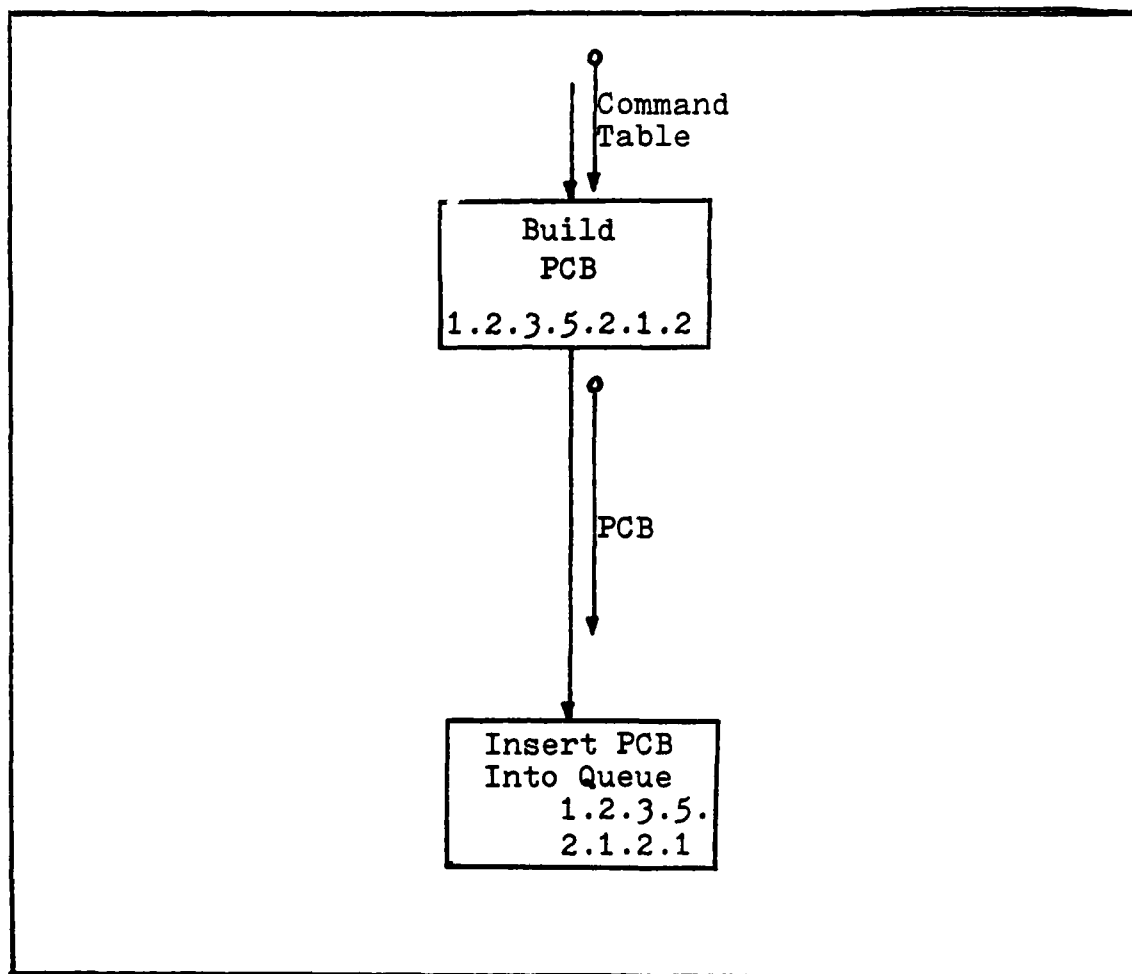 Command
Table
Build
PCB
1.2.3.5.2.1.2
PCB
Insert PCB
Into Queue
1.2.3.5.
2.1.2.1